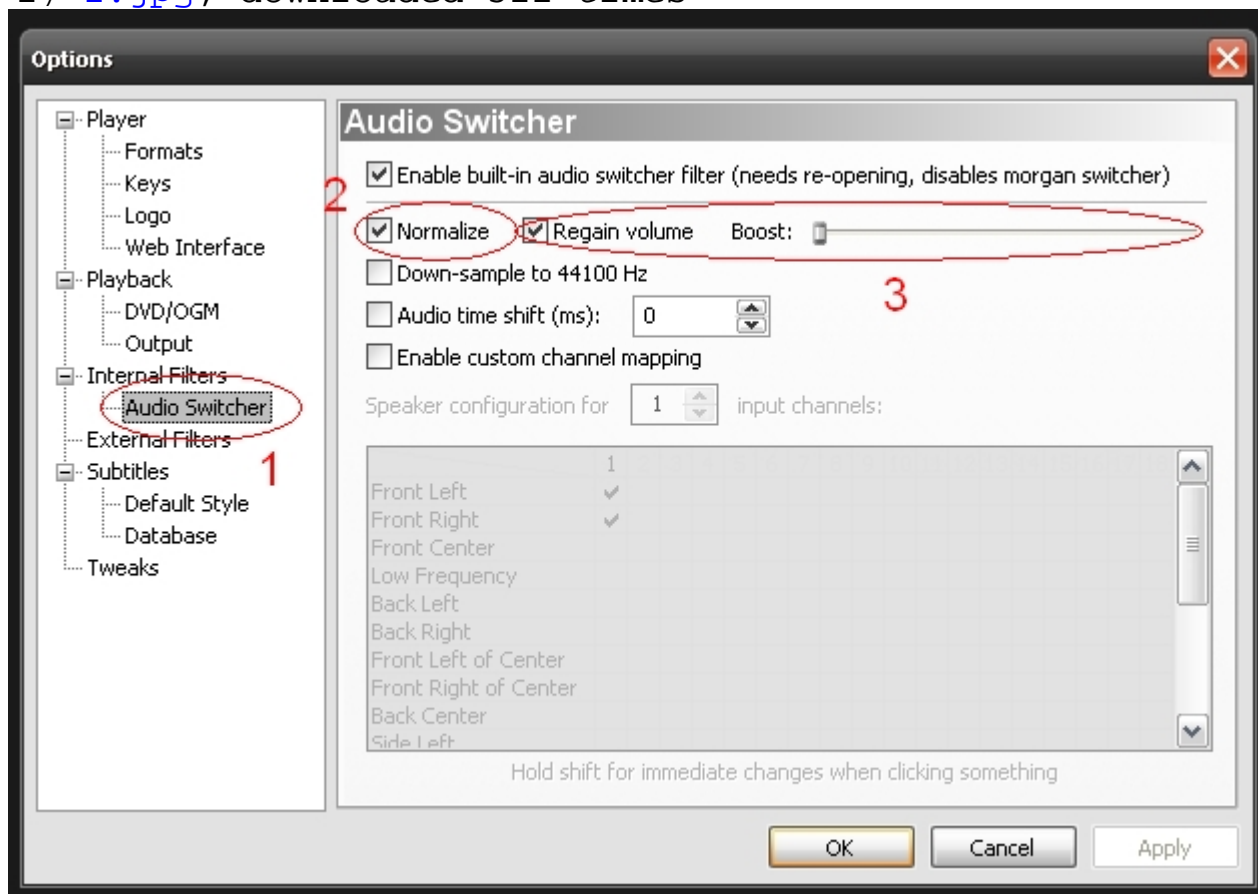 Options
Player
Formats
Keys
Logo
Web Interface
Playback
DVD/OGM
Output
Internal Filters
Audio Switcher
External Filters
Subtitles
Default Style
Database
Tweaks
1
Audio Switcher
Enable built-in audio switcher filter (needs re-opening, disables morgan switcher)
2
Normalize Regain volume Boost:
3
Down-sample to 44100 Hz
Audio time shift (ms): 0
Enable custom channel mapping
Speaker configuration for 1 input channels:
1
Front Left
Front Right
Front Center
Low Frequency
Back Left
Back Right
Front Left of Center
Front Right of Center
Back Center
Side Left
Hold shift for immediate changes when clicking something
OK Cancel Apply